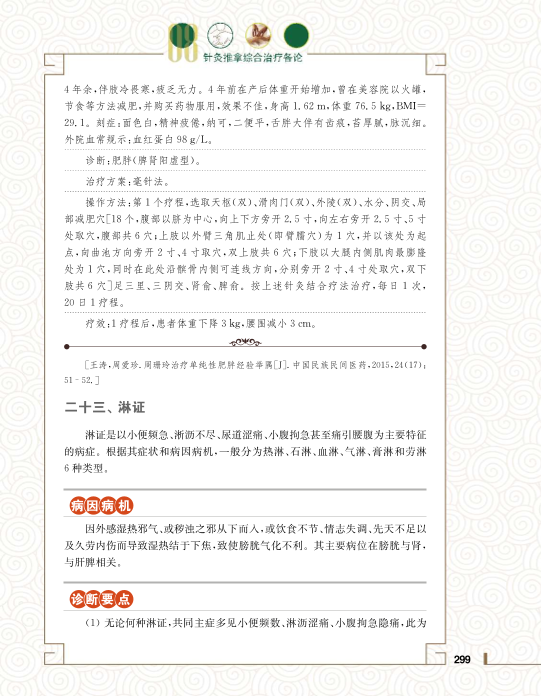 针灸推拿综合治疗备论
4 年余,伴肢冷畏寒,疲乏无力。4 年前在产后体重开始增加,曾在美容院以火罐,
节食等方法减肥,并购买药物服用,效果不佳,身高 1.62 m,体重 76.5 kg,BMI=
29.1。刻症:面色白,精神疲倦,纳可,二便平,舌胖大伴有齿痕,苔厚腻,脉沉细。
外院血常规示:血红蛋白 98 g/L。
诊断:肥胖(脾肾阳虚型)。
治疗方案:毫针法。
操作方法:第 1 个疗程,选取天枢(双)、滑肉门(双)、外陵(双)、水分、阴交、局
部减肥穴[18 个,腹部以脐为中心,向上下方旁开 2.5 寸,向左右旁开 2.5 寸、5 寸
处取穴,腹部共 6 穴;上肢以外臂三角肌止处(即臂臑穴)为 1 穴,并以该处为起
点,向曲池方向旁开 2 寸、4 寸取穴,双上肢共 6 穴;下肢以大腿内侧肌肉最膨隆
处为 1 穴,同时在此处沿髌骨内侧可连线方向,分别旁开 2 寸、4 寸处取穴,双下
肢共 6 穴]足三里、三阴交、肾俞、脾俞。按上述针灸结合疗法治疗,每日 1 次,
20 日 1 疗程。
疗效:1 疗程后,患者体重下降 3 kg,腰围减小 3 cm。
[王涛,周爱珍.周珊玲治疗单纯性肥胖经验举隅[J].中国民族民间医药,2015,24(17):
51-52.]
二十三、淋证
淋证是以小便频急、淅沥不尽、尿道涩痛、小腹拘急甚至痛引腰腹为主要特征
的病症。根据其症状和病因病机,一般分为热淋、石淋、血淋、气淋、膏淋和劳淋
6 种类型。
病因病机
因外感湿热邪气、或秽浊之邪从下而入,或饮食不节、情志失调、先天不足以
及久劳内伤而导致湿热结于下焦,致使膀胱气化不利。其主要病位在膀胱与肾,
与肝脾相关。
诊断要点
(1) 无论何种淋证,共同主症多见小便频数、淋沥涩痛、小腹拘急隐痛,此为
299